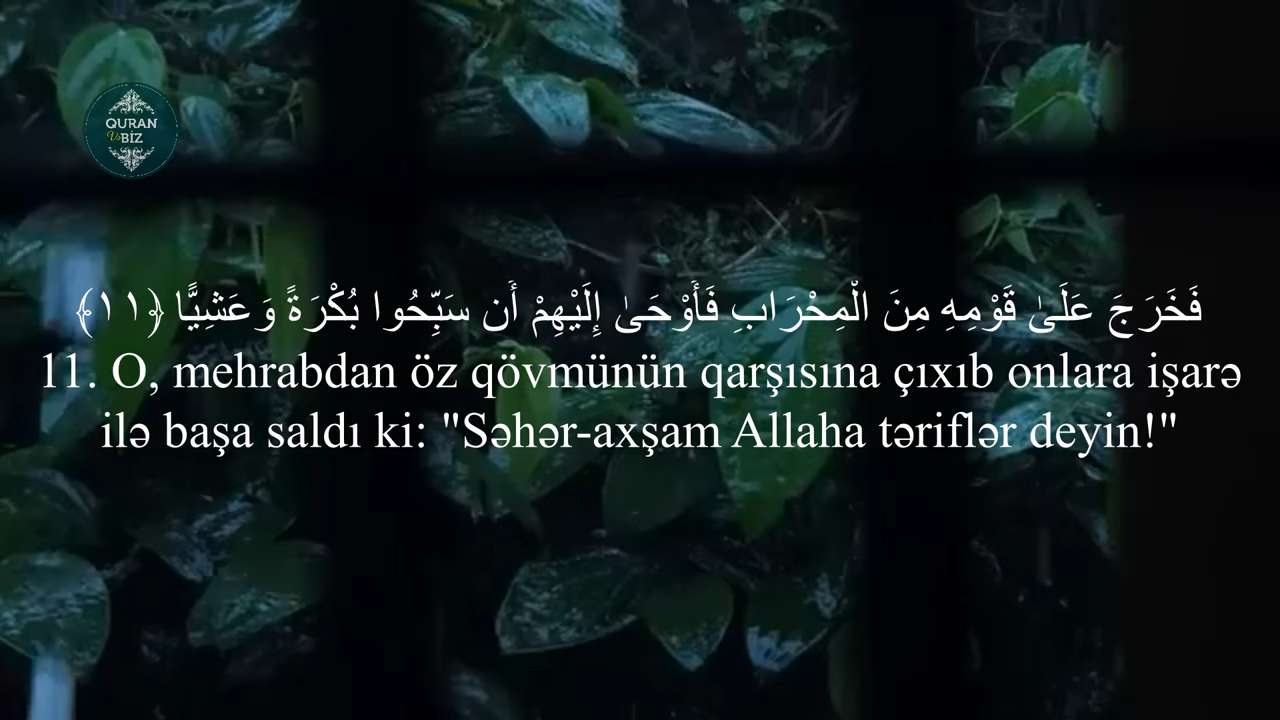 QURAN
Və BİZ
فَخَرَجَ عَلَىٰ قَوْمِهِ مِنَ الْمِحْرَابِ فَأَوْحَىٰ إِلَيْهِمْ أَن سَبِّحُوا بُكْرَةً وَعَشِيًّا ﴿١١﴾
11. O, mehrabdan öz qövmünün qarşısına çıxıb onlara işarə
ilə başa saldı ki: "Səhər-axşam Allaha təriflər deyin!"